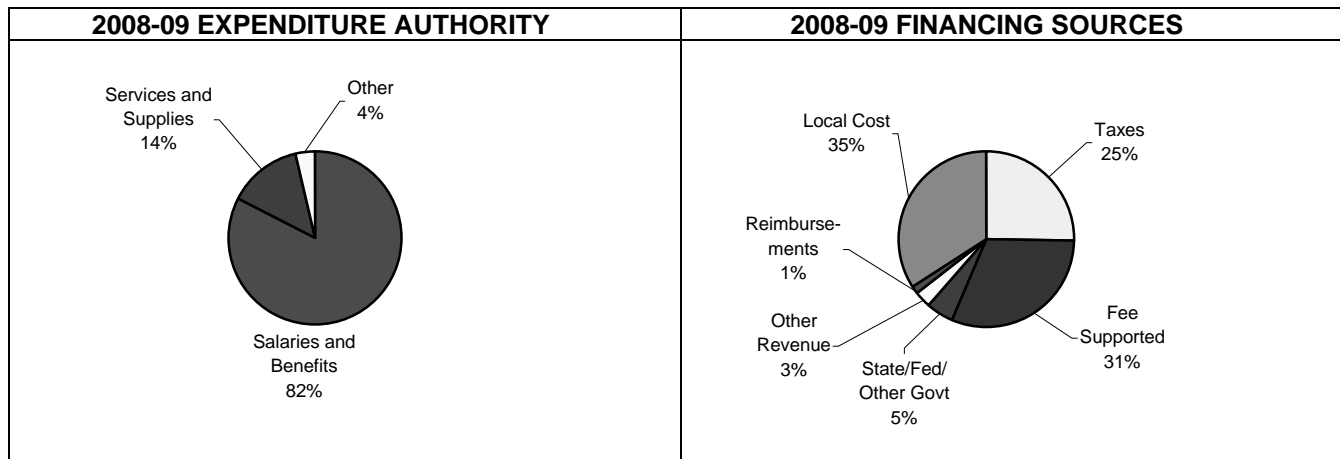 2008-09 EXPENDITURE AUTHORITY
Services and
Supplies
14%
Other
4%
Salaries and
Benefits
82%
2008-09 FINANCING SOURCES
Local Cost
35%
Taxes
25%
Reimburse-
ments
1%
Other
Revenue
3%
State/Fed/
Other Govt
5%
Fee
Supported
31%